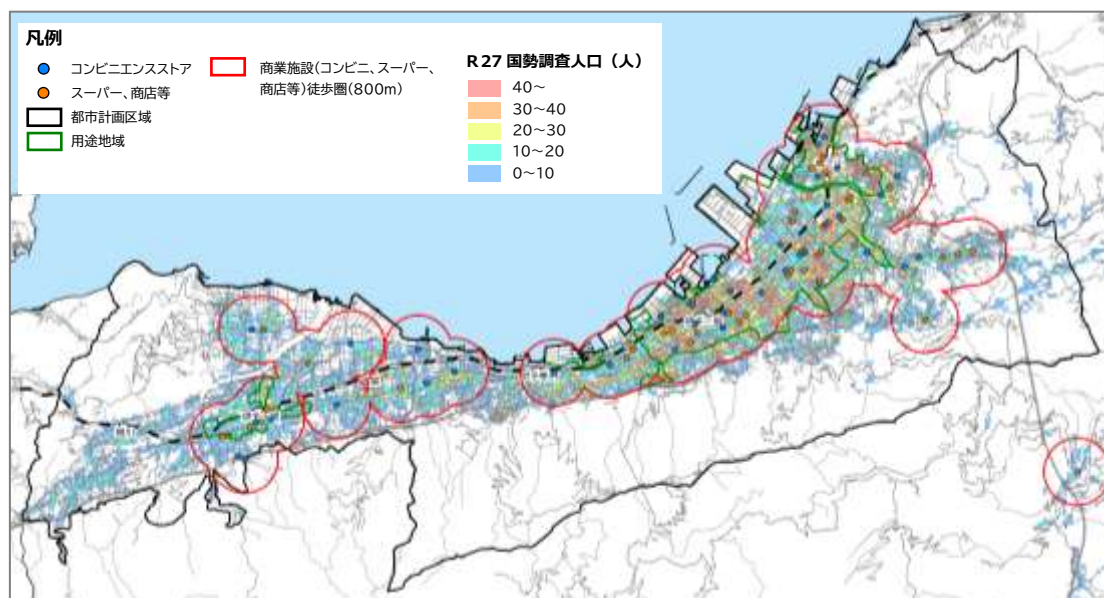 凡例
コンビニエンスストア
スーパー、商店等
都市計画区域
用途地域
商業施設(コンビニ、スーパー、
商店等)徒歩圏(800m)
R27 国勢調査人口(人)
40~
30~40
20~30
10~20
0~10